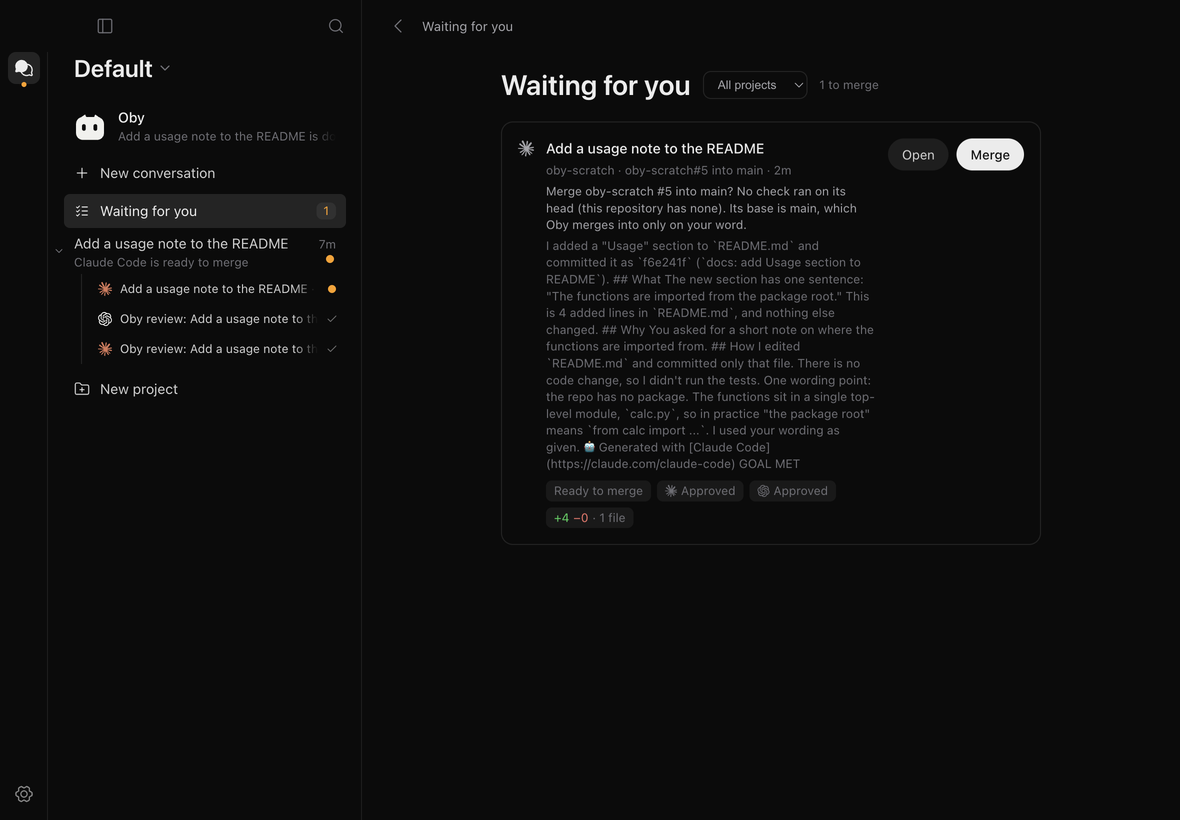 Waiting for you
Default
Oby
Add a usage note to the README is
New conversation
Waiting for you
1
Add a usage note to the README
7m
Claude Code is ready to merge
Add a usage note to the README
Oby review: Add a usage note to
Oby review: Add a usage note to
New project
Waiting for you
All projects
1 to merge
Add a usage note to the README
Open
Merge
oby-scratch · oby-scratch#5 into main · 2m
Merge oby-scratch #5 into main? No check ran on its
head (this repository has none). Its base is main, which
Oby merges into only on your word.
I added a "Usage" section to `README.md` and
committed it as `f6e241f` (`docs: add Usage section to
README`). ## What The new section has one sentence:
"The functions are imported from the package root." This
is 4 added lines in `README.md`, and nothing else
changed. ## Why You asked for a short note on where the
functions are imported from. ## How I edited
`README.md` and committed only that file. There is no
code change, so I didn't run the tests. One wording point:
the repo has no package. The functions sit in a single top-
level module, `calc.py`, so in practice "the package root"
means `from calc import ...`. I used your wording as
given. 🤖 Generated with [Claude Code]
(https://claude.com/claude-code) GOAL MET
Ready to merge
Approved
Approved
+4 −0 · 1 file